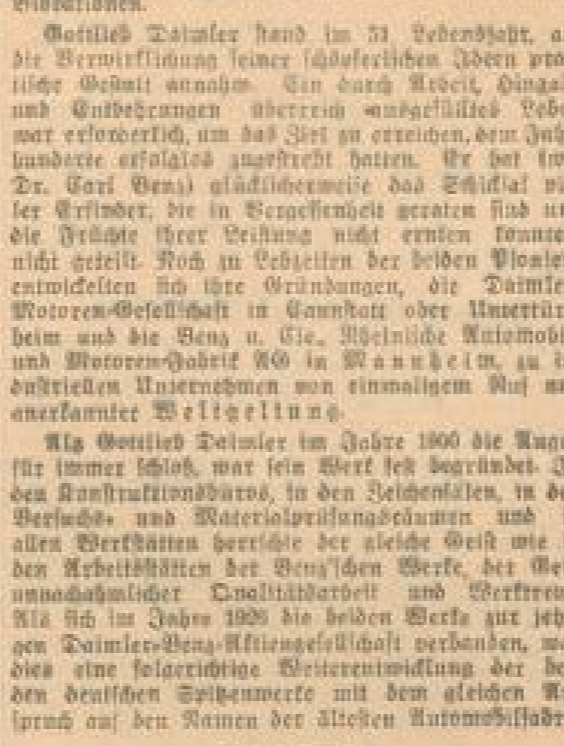 Gottlieb Daimler stand im 51. Lebensjahr, a
die Verwirklichung seiner schöpferischen Ideen prak
tische Gestalt annahm. Ein durch Arbeit, Hinga
und Entbehrungen überreich ausgefülltes Lebe
war erforderlich, um das Ziel zu erreichen, dem Jah
hunderte erfolglos zugestrebt hatten. Er hat (wi
Dr. Carl Benz) glücklicherweise das Schicksal vi
ler Erfinder, die in Vergessenheit geraten sind un
die Früchte ihrer Leistung nicht ernten konnte
nicht geteilt. Noch zu Lebzeiten der beiden Pionie
entwickelten sich ihre Gründungen, die Daimle
Motoren-Gesellschaft in Cannstatt oder Untertür
heim und die Benz u. Cie., Rheinische Automobi
und Motoren-Fabrik AG in Mannheim, zu i
dustriellen Unternehmen von einmaligem Ruf un
anerkannter Weltgeltung.
Als Gottlieb Daimler im Jahre 1900 die Auge
für immer schloß, war sein Werk fest begründet. I
den Konstruktionsbüros, in den Zeichensälen, in de
Versuchs- und Materialprüfungsräumen und i
allen Werkstätten herrschte der gleiche Geist wie i
den Arbeitsstätten der Benz'schen Werke, der Gei
unnachahmlicher Qualitätsarbeit und Werktreu
Als sich im Jahre 1926 die beiden Werke zur jetz
gen Daimler-Benz-Aktiengesellschaft verbanden, wa
dies eine folgerichtige Weiterentwicklung der be
den deutschen Spitzenwerke mit dem gleichen An
spruch auf den Namen der ältesten Automobilfabr